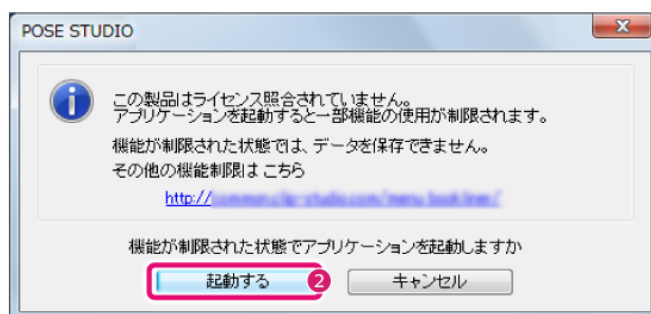 POSE STUDIO
この製品はライセンス照合されていません。
アプリケーションを起動すると一部機能の使用が制限されます。
機能が制限された状態では、データを保存できません。
その他の機能制限は こちら
http://
機能が制限された状態でアプリケーションを起動しますか
起動する 2 キャンセル